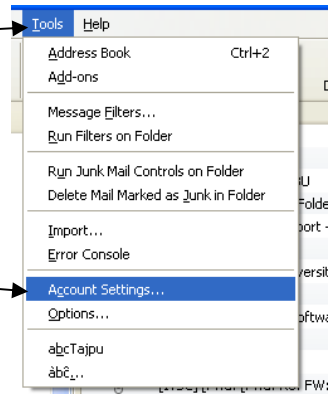 Tools Help
Address Book Ctrl+2
Add-ons
Message Filters...
Run Filters on Folder
Run Junk Mail Controls on Folder
Delete Mail Marked as Junk in Folder
Import...
Error Console
Account Settings...
Options...
abcTajpu
àbĉ...